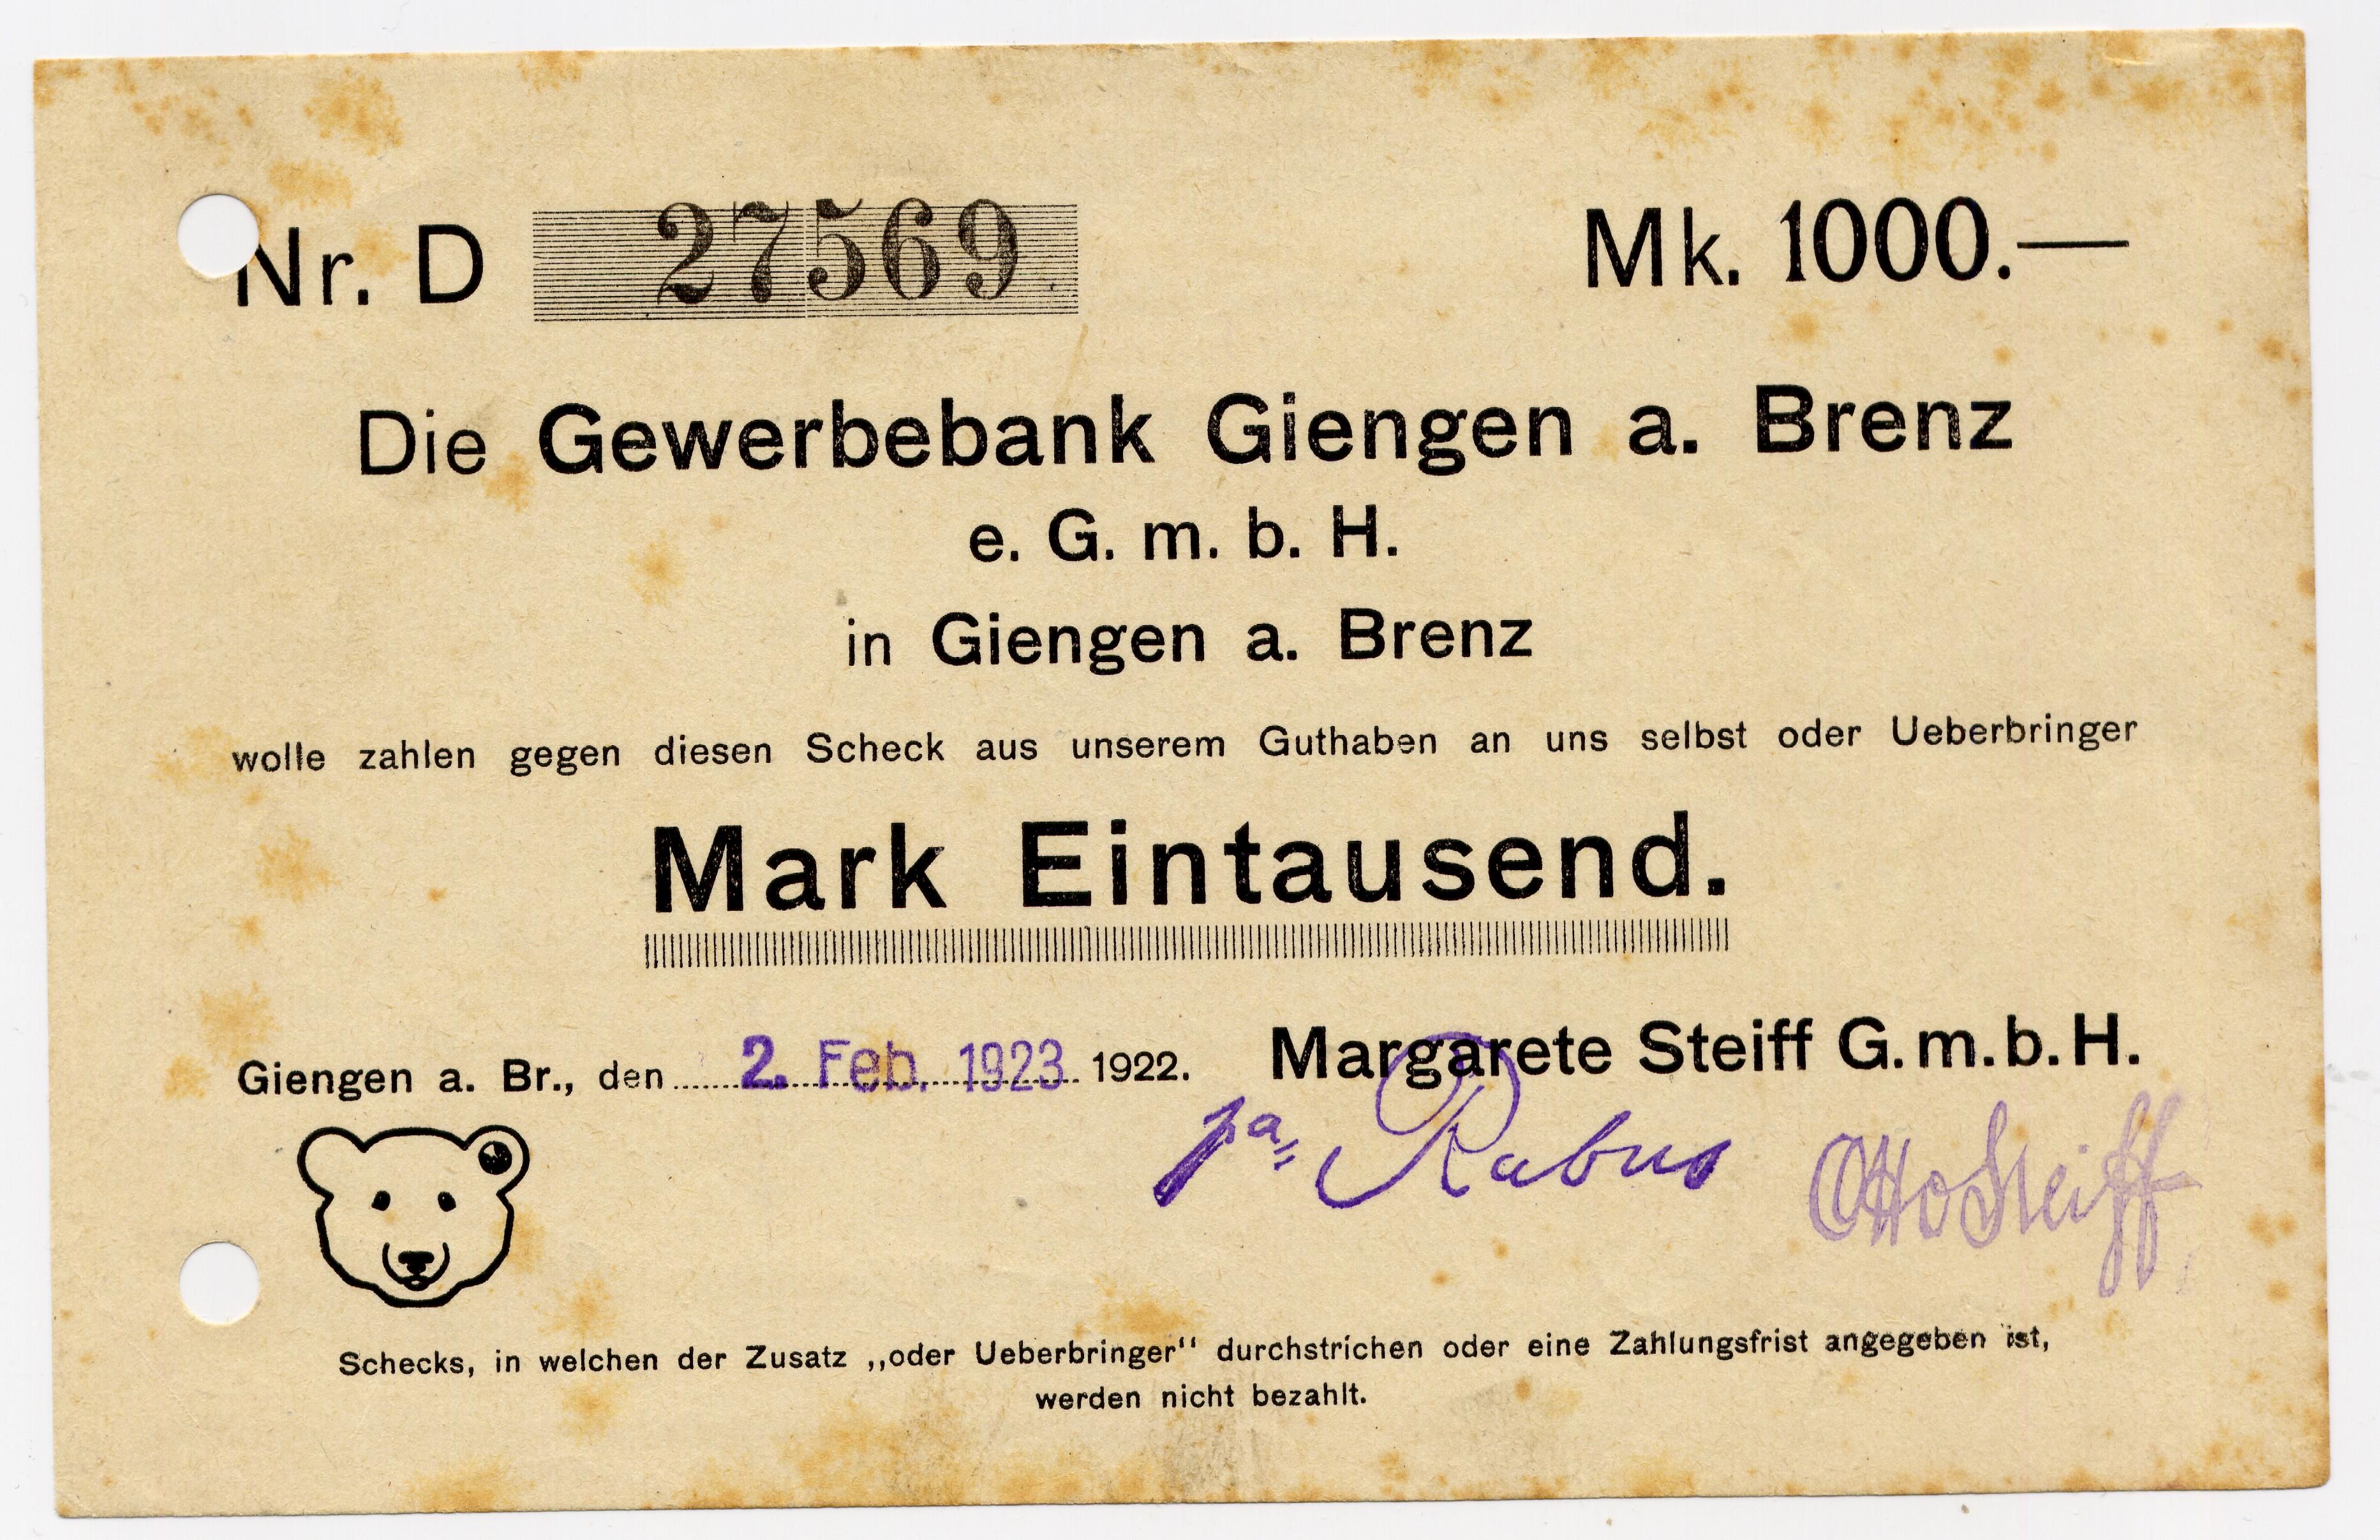 Nr. D 27569 Mk. 1000.—
Die Gewerbebank Giengen a. Brenz
e. G. m. b. H.
in Giengen a. Brenz
wolle zahlen gegen diesen Scheck aus unserem Guthaben an uns selbst oder Ueberbringer
Mark Eintausend.
Giengen a. Br., den 2. Feb. 1923 1922. Margarete Steiff G.m.b.H.
pa Rabus Otto Steiff
Schecks, in welchen der Zusatz „oder Ueberbringer“ durchstrichen oder eine Zahlungsfrist angegeben ist,
werden nicht bezahlt.